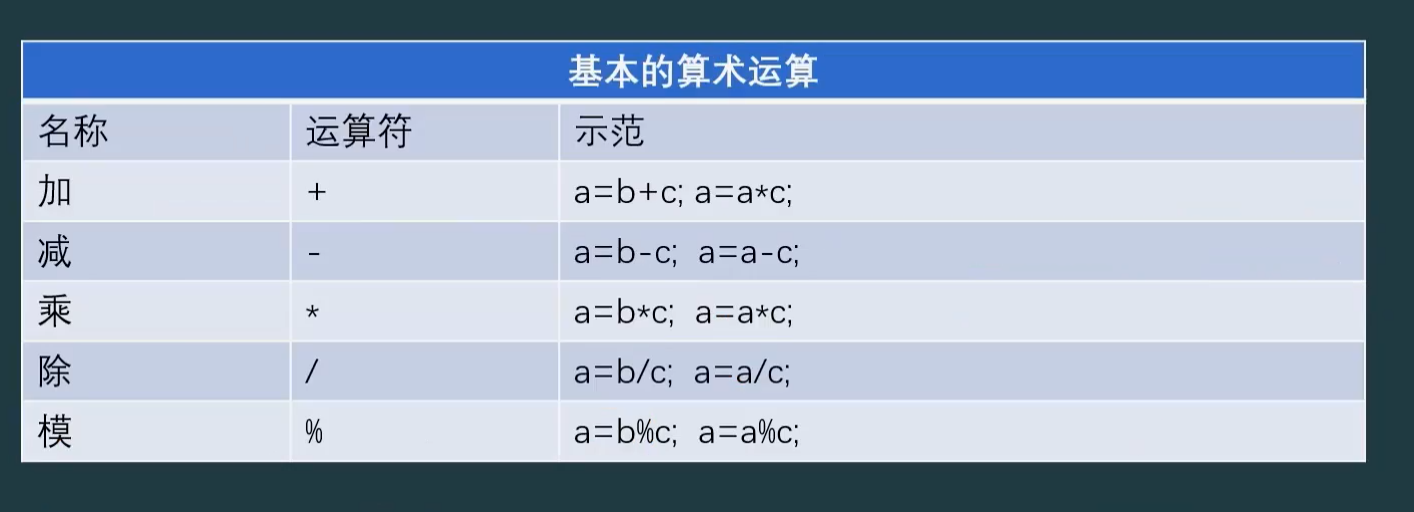 基本的算术运算
名称 运算符 示范
加 + a=b+c; a=a*c;
减 - a=b-c; a=a-c;
乘 * a=b*c; a=a*c;
除 / a=b/c; a=a/c;
模 % a=b%c; a=a%c;